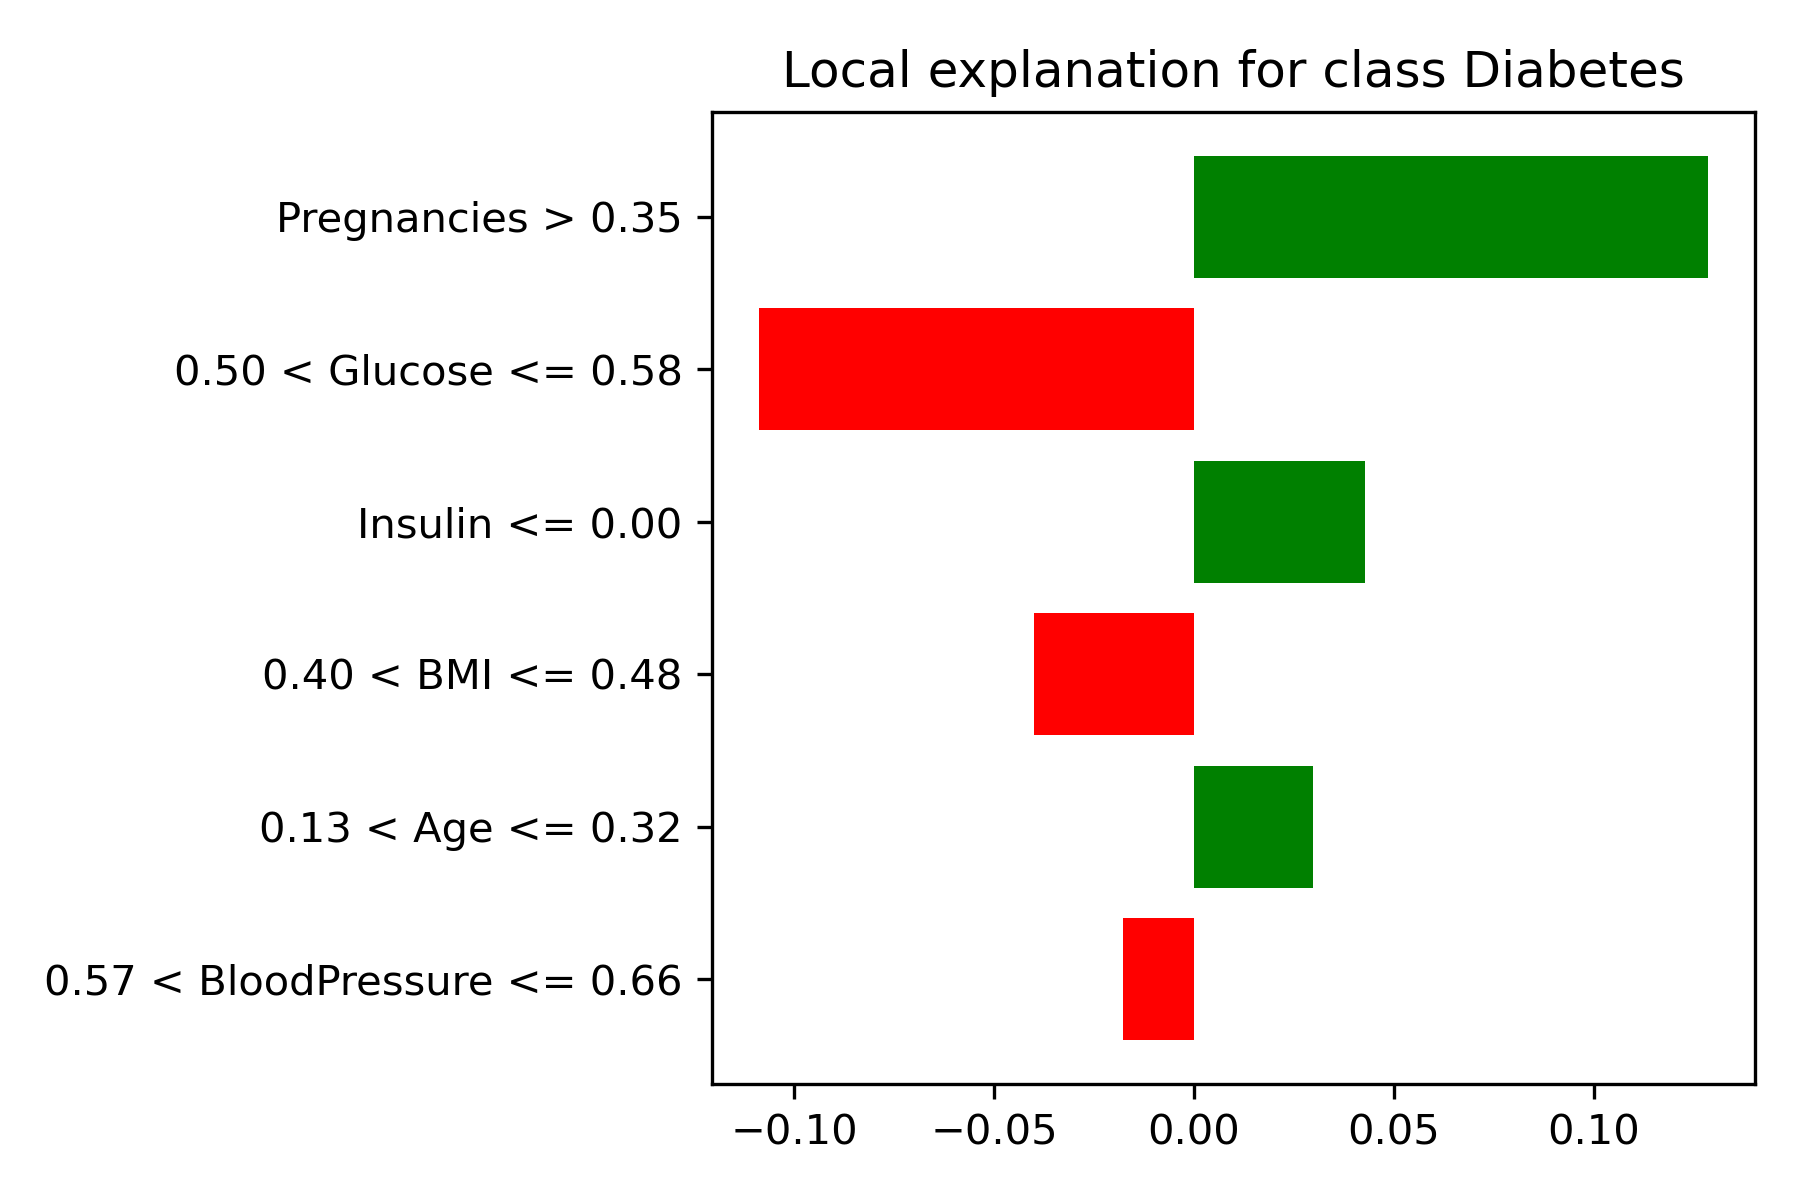 Local explanation for class Diabetes
Pregnancies > 0.35
0.50 < Glucose <= 0.58
Insulin <= 0.00
0.40 < BMI <= 0.48
0.13 < Age <= 0.32
0.57 < BloodPressure <= 0.66
−0.10 −0.05 0.00 0.05 0.10